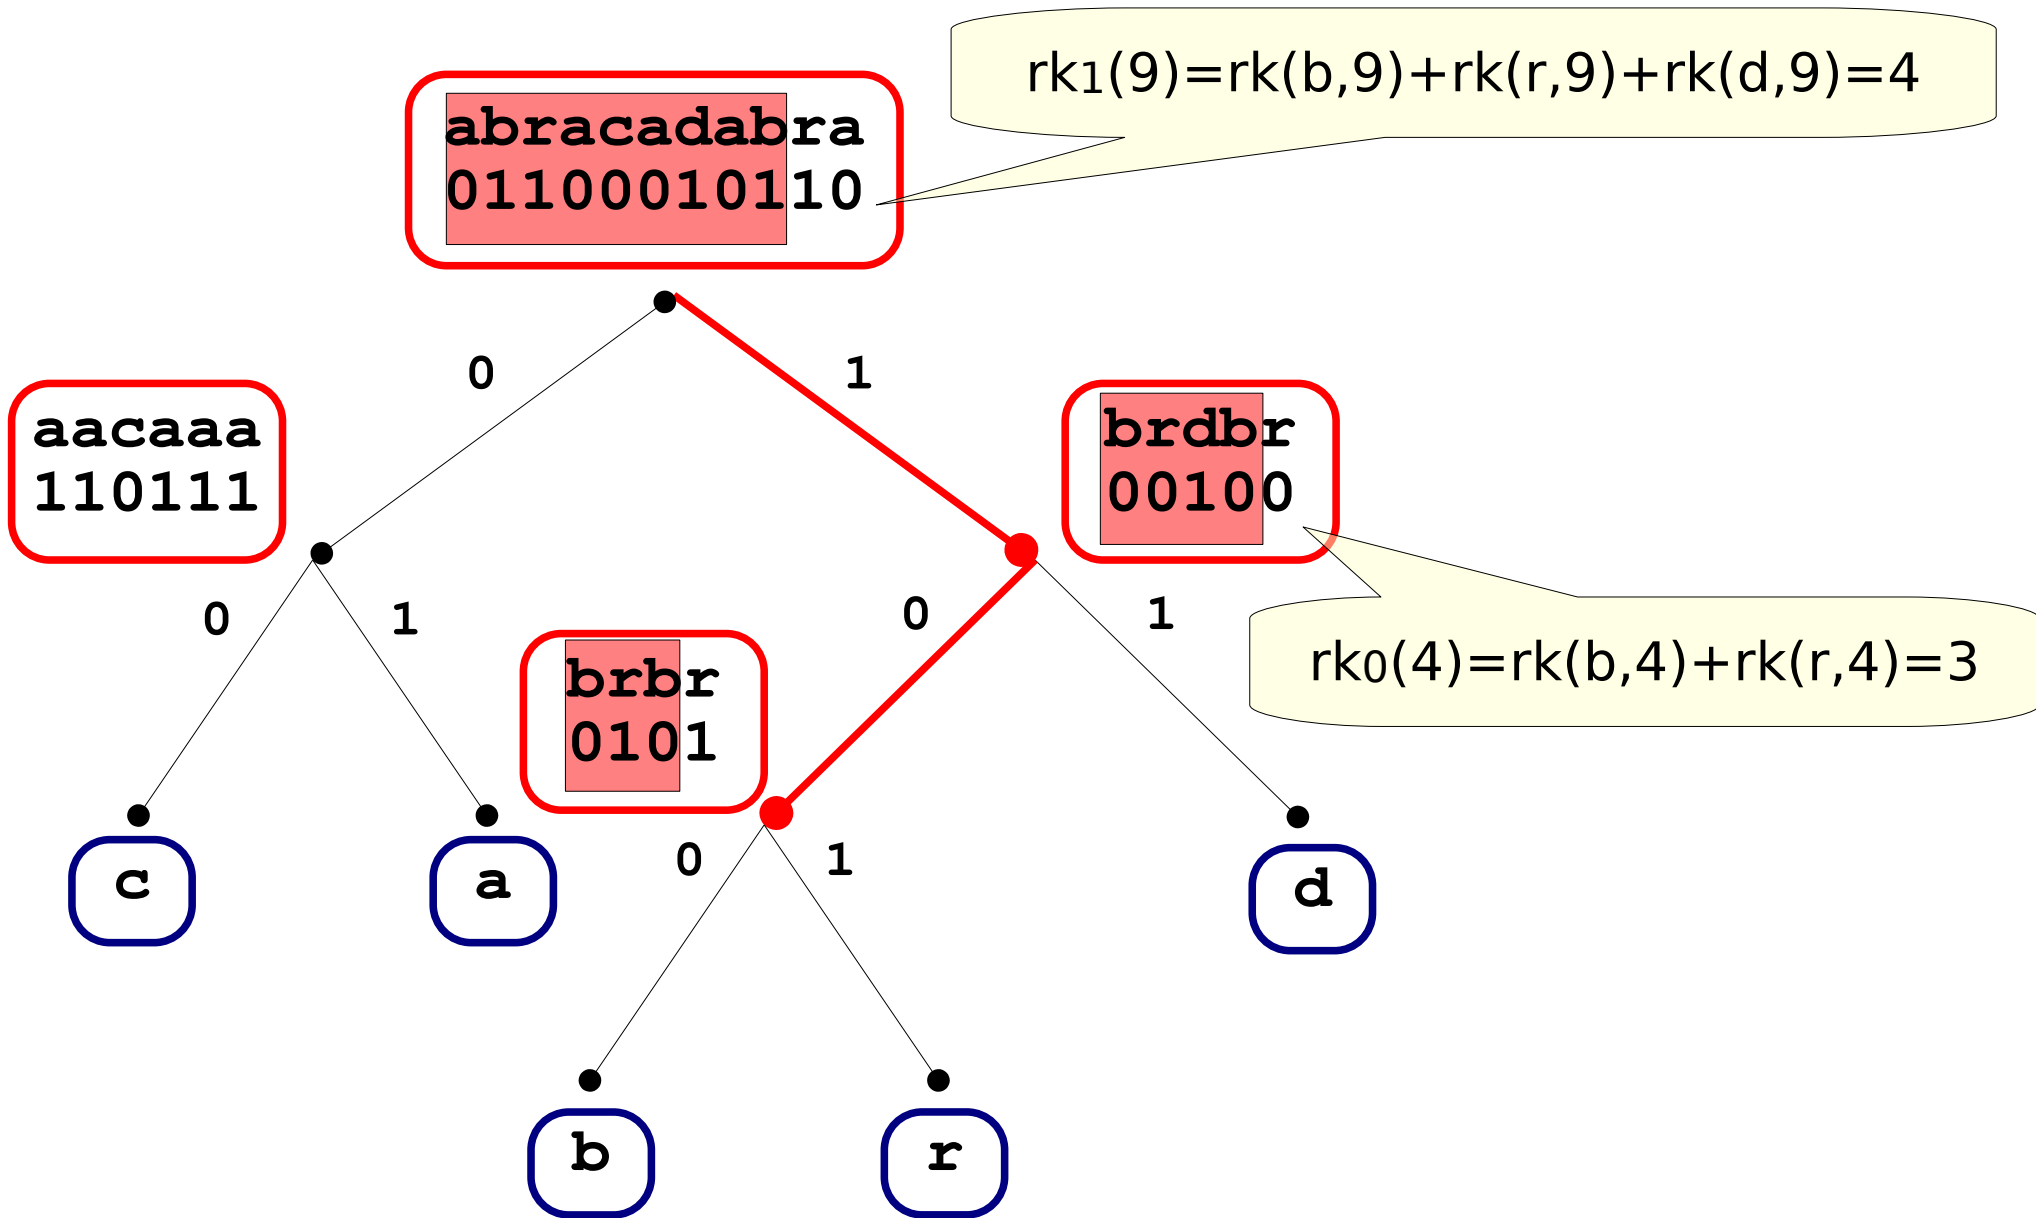 rk1(9)=rk(b,9)+rk(r,9)+rk(d,9)=4
abracadabra
01100010110
0
1
aacaaa
110111
brdbr
00100
0
1
0
1
brbr
0101
rk0(4)=rk(b,4)+rk(r,4)=3
0
1
c
a
d
b
r